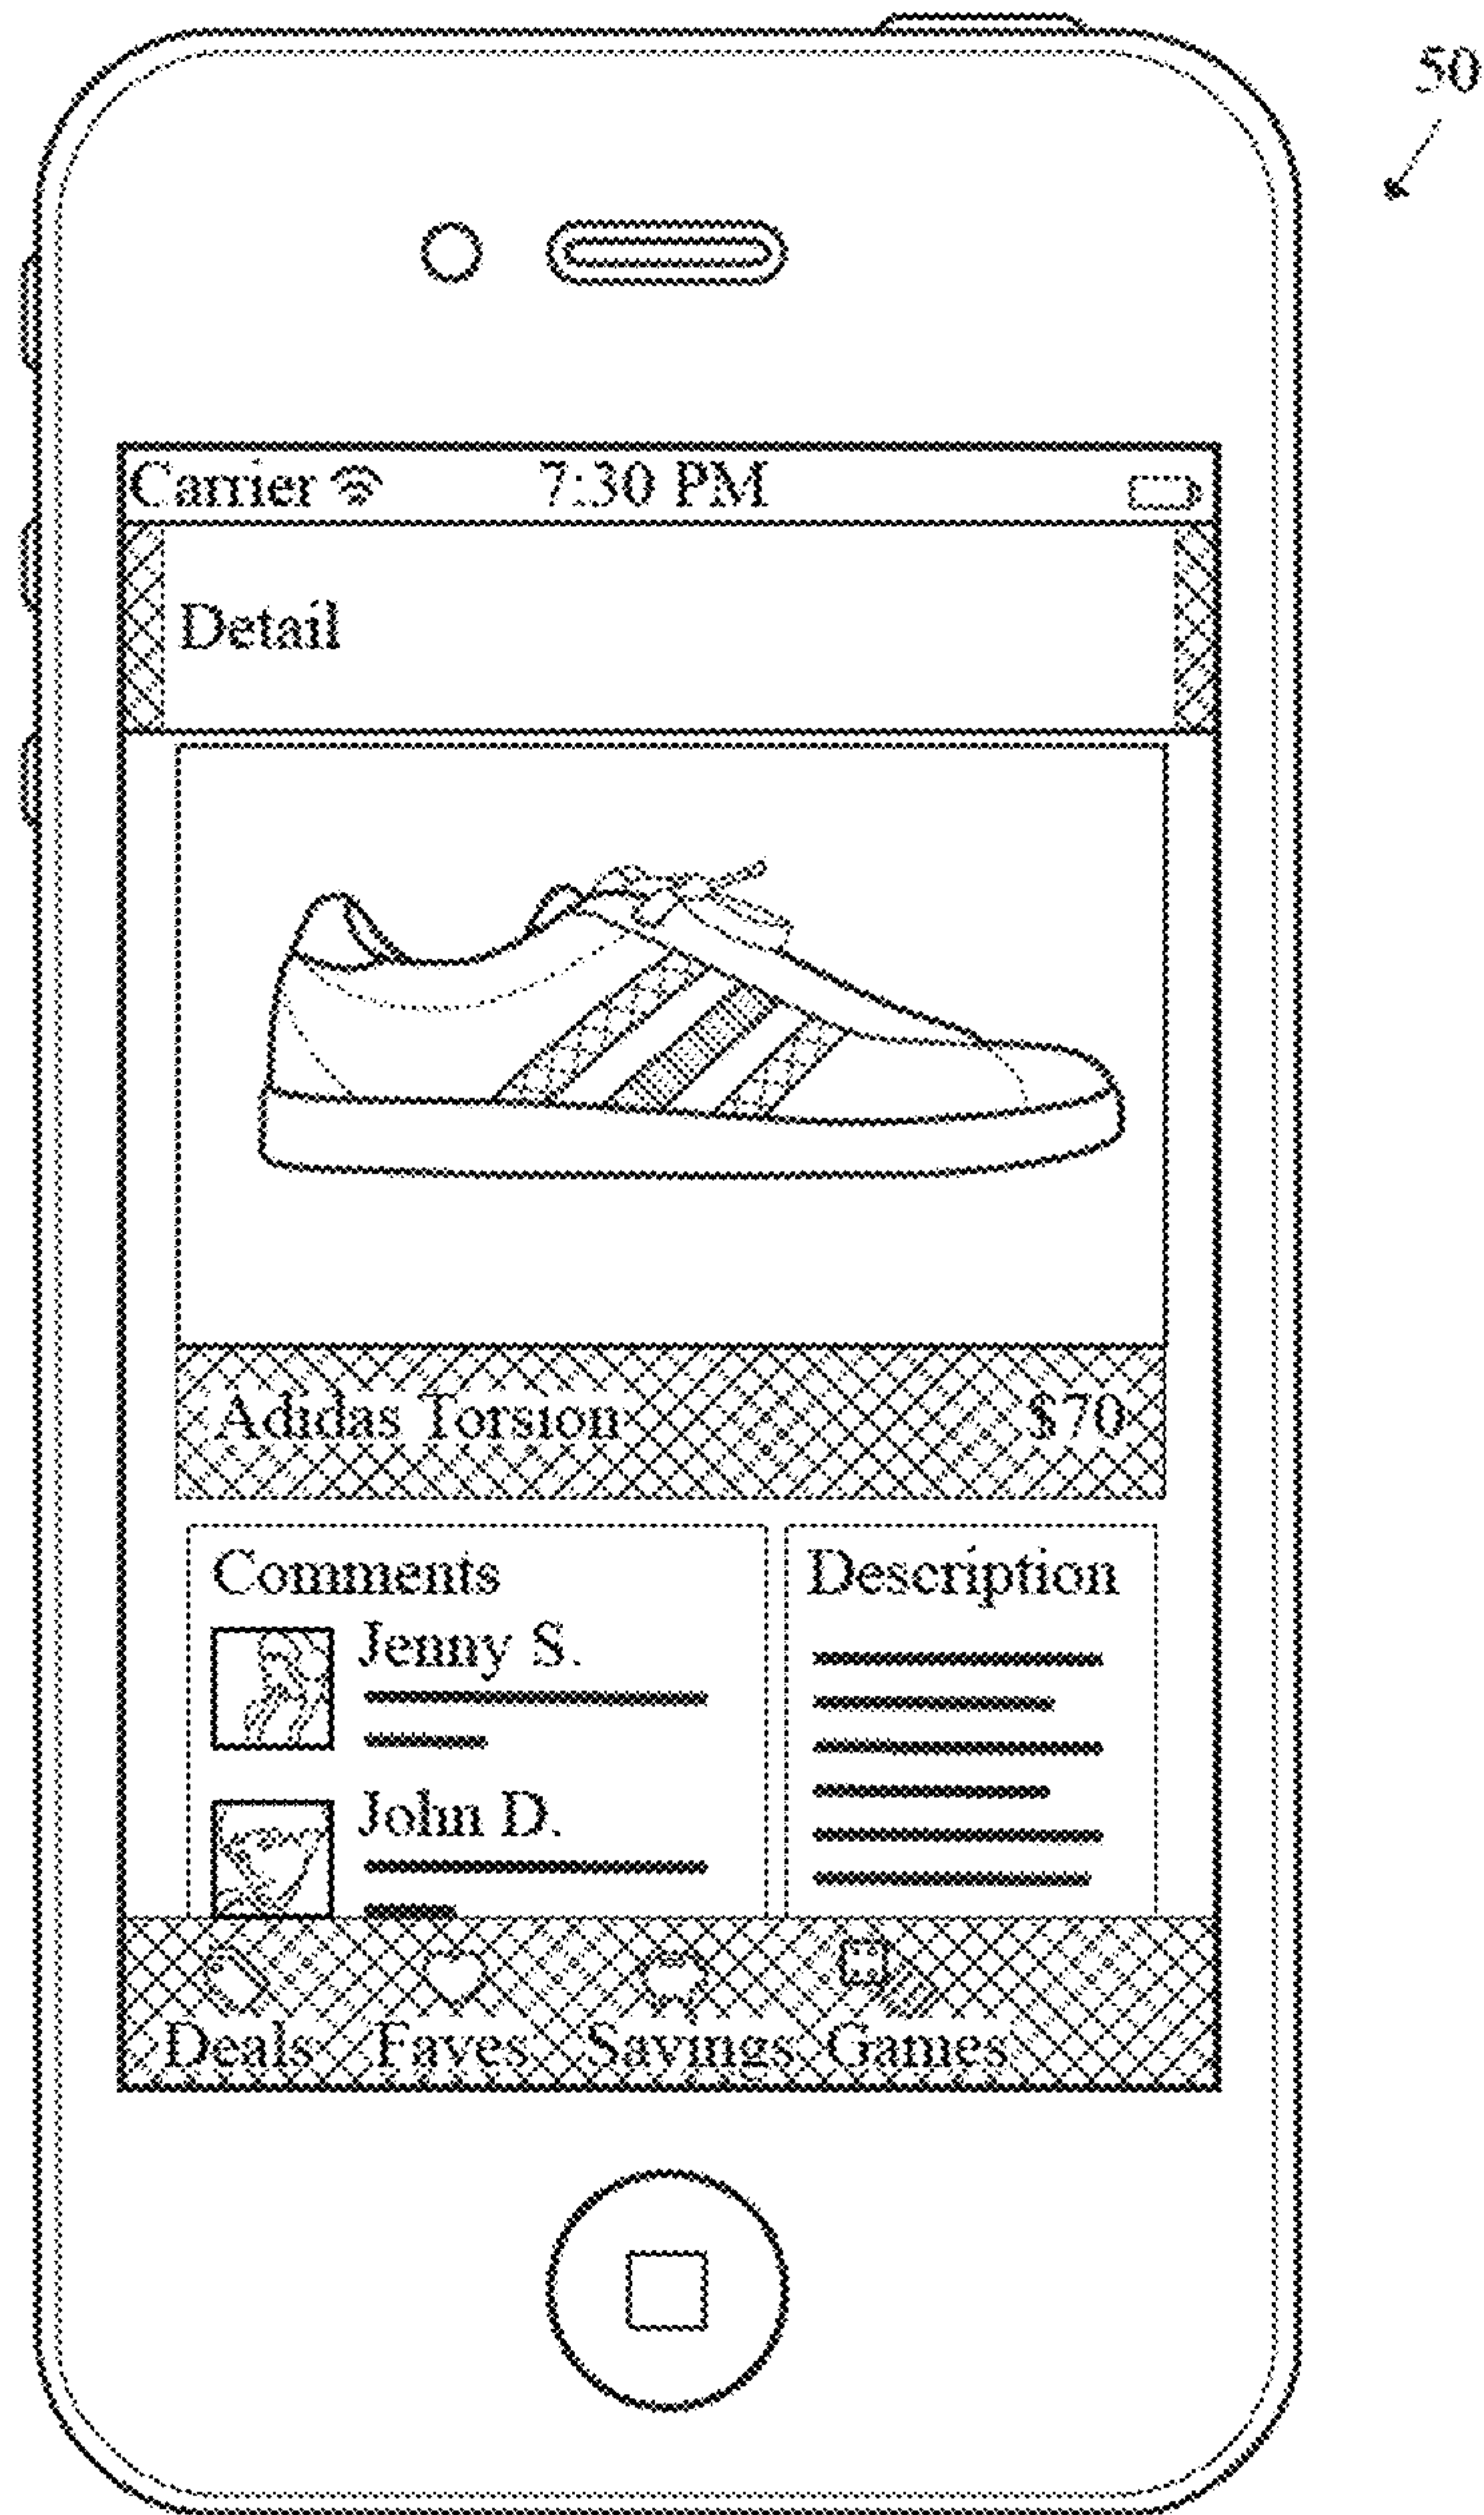 50
Carrier 7:30 PM
Detail
Adidas Torsion $70
Comments
Description
Jenny S.
John D.
Deals Faves Savings Games